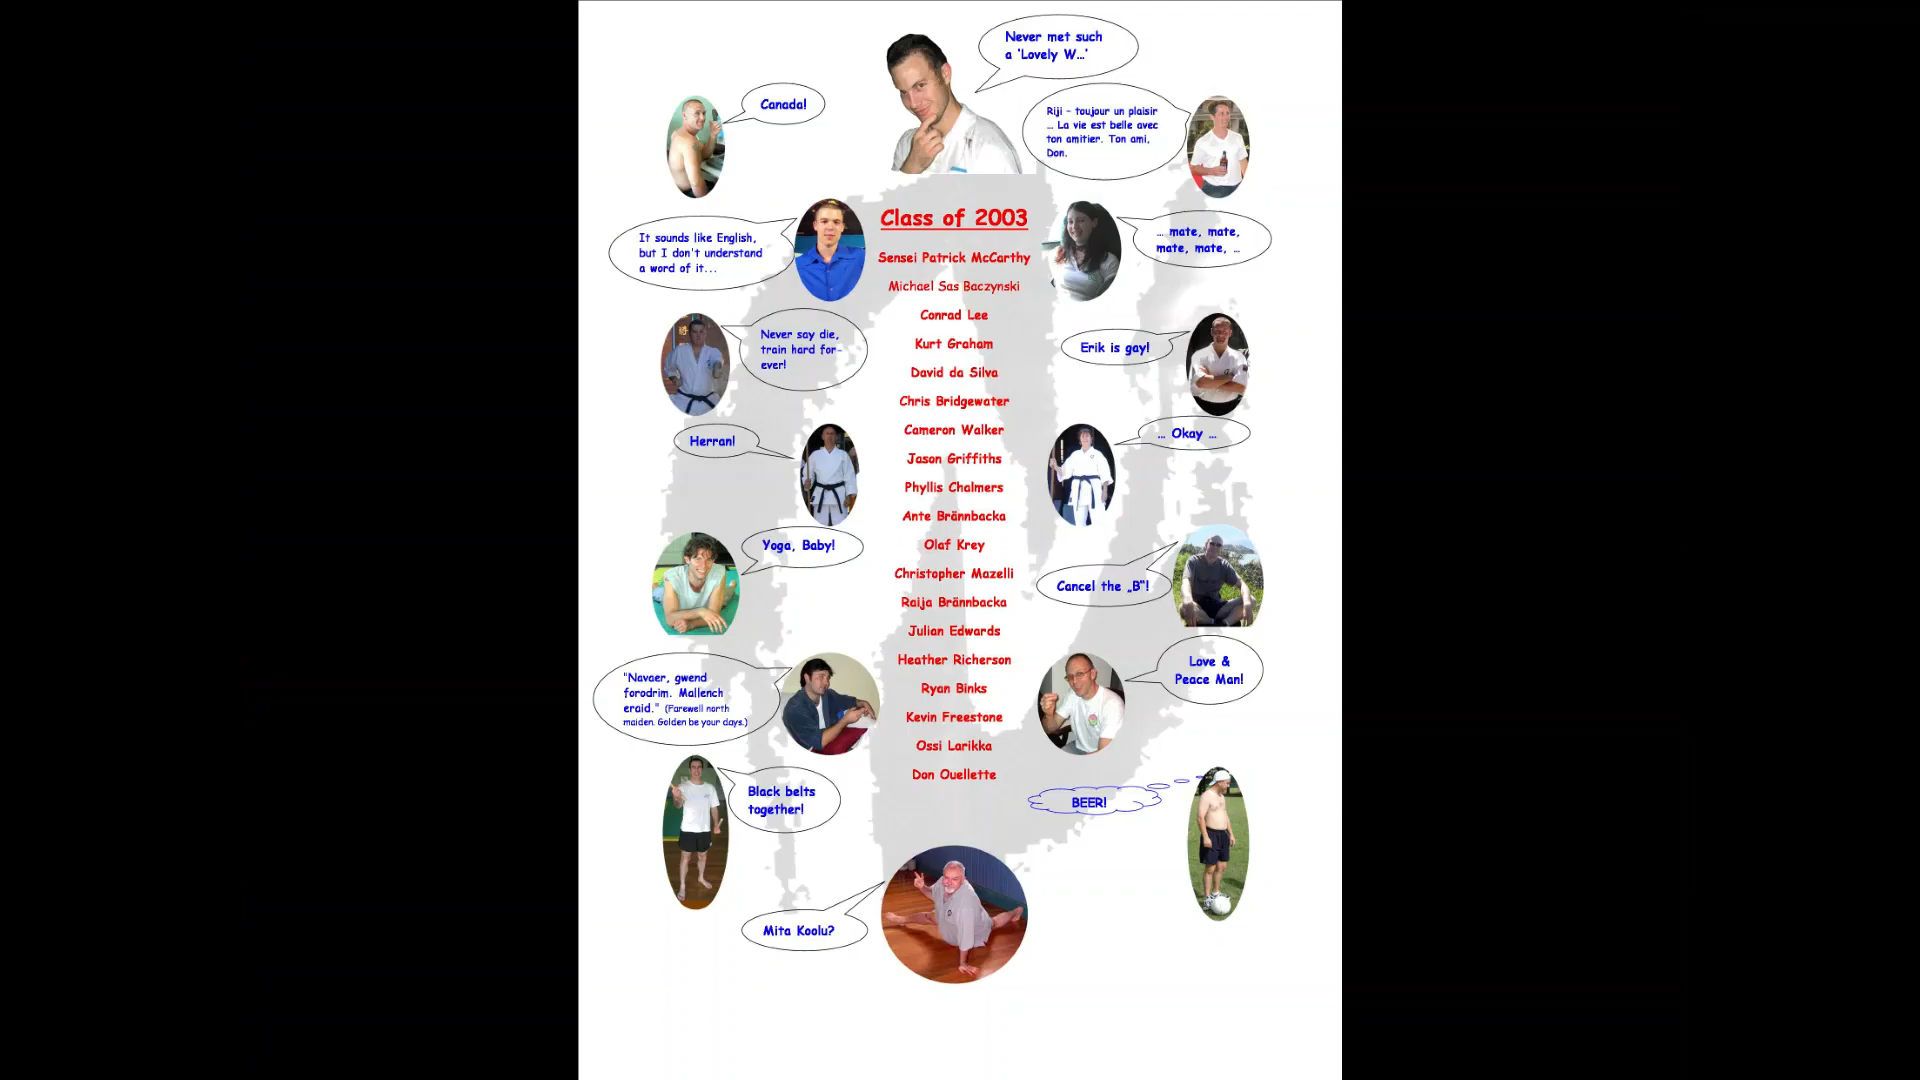 Never met such
a 'Lovely W...'
Canada!
Riji - toujour un plaisir
... La vie est belle avec
ton amitier. Ton ami,
Don.
Class of 2003
It sounds like English,
but I don't understand
a word of it...
... mate, mate,
mate, mate, ...
Sensei Patrick McCarthy
Michael Sas Baczynski
Conrad Lee
Kurt Graham
David da Silva
Chris Bridgewater
Cameron Walker
Jason Griffiths
Phyllis Chalmers
Ante Brännbacka
Olaf Krey
Christopher Mazelli
Raija Brännbacka
Julian Edwards
Heather Richerson
Ryan Binks
Kevin Freestone
Ossi Larikka
Don Ouellette
Never say die,
train hard for-
ever!
Erik is gay!
Herran!
... Okay ...
Yoga, Baby!
Cancel the „B“!
"Navaer, gwend
forodrim. Mallench
eraid." (Farewell north
maiden. Golden be your days.)
Love &
Peace Man!
Black belts
together!
BEER!
Mita Koolu?